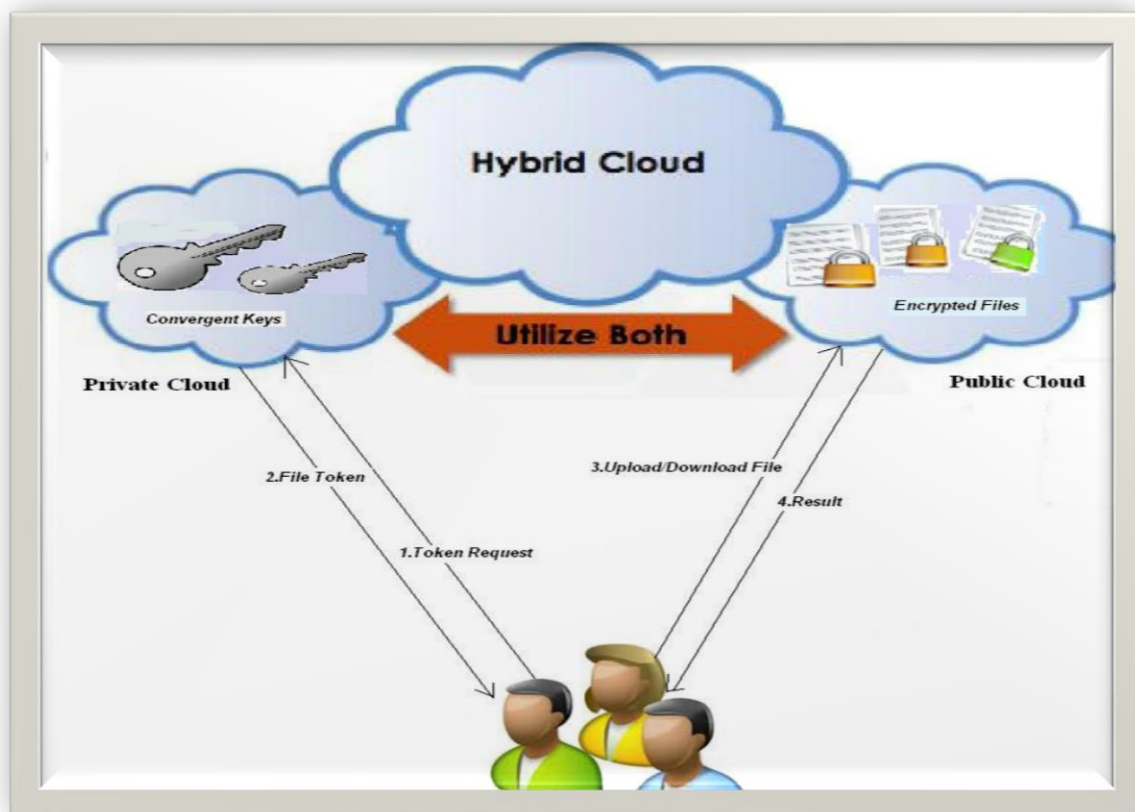 Hybrid Cloud
Convergent Keys
Encrypted Files
Utilize Both
Private Cloud
Public Cloud
2.File Token
3.Upload/Download File
4.Result
1.Token Request